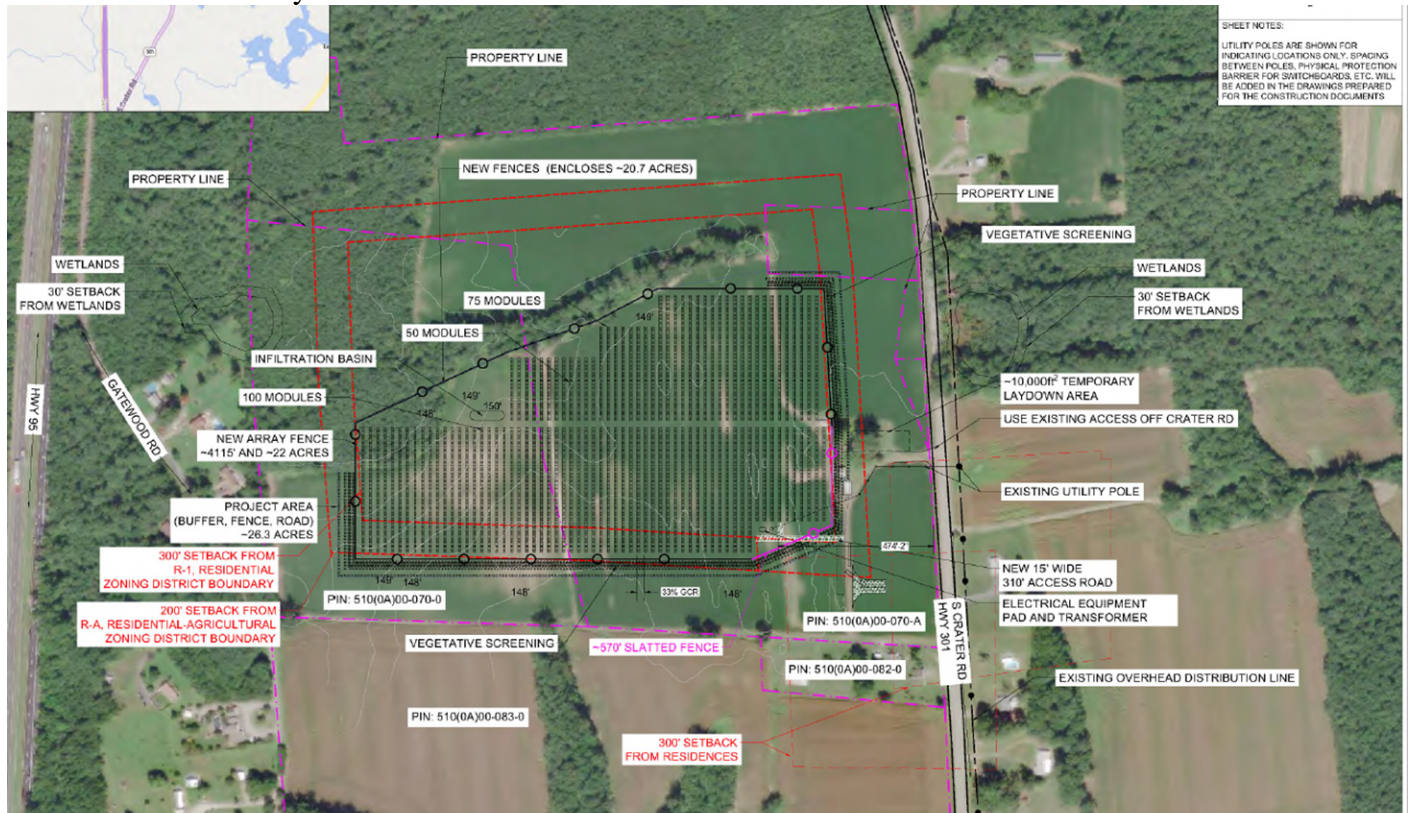 SHEET NOTES:
UTILITY POLES ARE SHOWN FOR
INDICATING LOCATIONS ONLY. SPACING
BETWEEN POLES, PHYSICAL PROTECTION
BARRIER FOR SWITCHBOARDS, ETC. WILL
BE ADDED IN THE DRAWINGS PREPARED
FOR THE CONSTRUCTION DOCUMENTS
PROPERTY LINE
NEW FENCES (ENCLOSES ~20.7 ACRES)
PROPERTY LINE
PROPERTY LINE
VEGETATIVE SCREENING
WETLANDS
30' SETBACK
FROM WETLANDS
WETLANDS
30' SETBACK
FROM WETLANDS
75 MODULES
50 MODULES
149'
INFILTRATION BASIN
149'
100 MODULES
150'
148'
HWY 95
GATEWOOD RD
~10,000ft² TEMPORARY
LAYDOWN AREA
USE EXISTING ACCESS OFF CRATER RD
NEW ARRAY FENCE
~4115' AND ~22 ACRES
148'
EXISTING UTILITY POLE
PROJECT AREA
(BUFFER, FENCE, ROAD)
~26.3 ACRES
300' SETBACK FROM
R-1, RESIDENTIAL
ZONING DISTRICT BOUNDARY
474'-2"
NEW 15' WIDE
310' ACCESS ROAD
149'
148'
148'
33% GCR
148'
200' SETBACK FROM
R-A, RESIDENTIAL-AGRICULTURAL
ZONING DISTRICT BOUNDARY
PIN: 510(0A)00-070-0
ELECTRICAL EQUIPMENT
PAD AND TRANSFORMER
PIN: 510(0A)00-070-A
S CRATER RD
HWY 301
VEGETATIVE SCREENING
~570' SLATTED FENCE
PIN: 510(0A)00-082-0
EXISTING OVERHEAD DISTRIBUTION LINE
PIN: 510(0A)00-083-0
300' SETBACK
FROM RESIDENCES